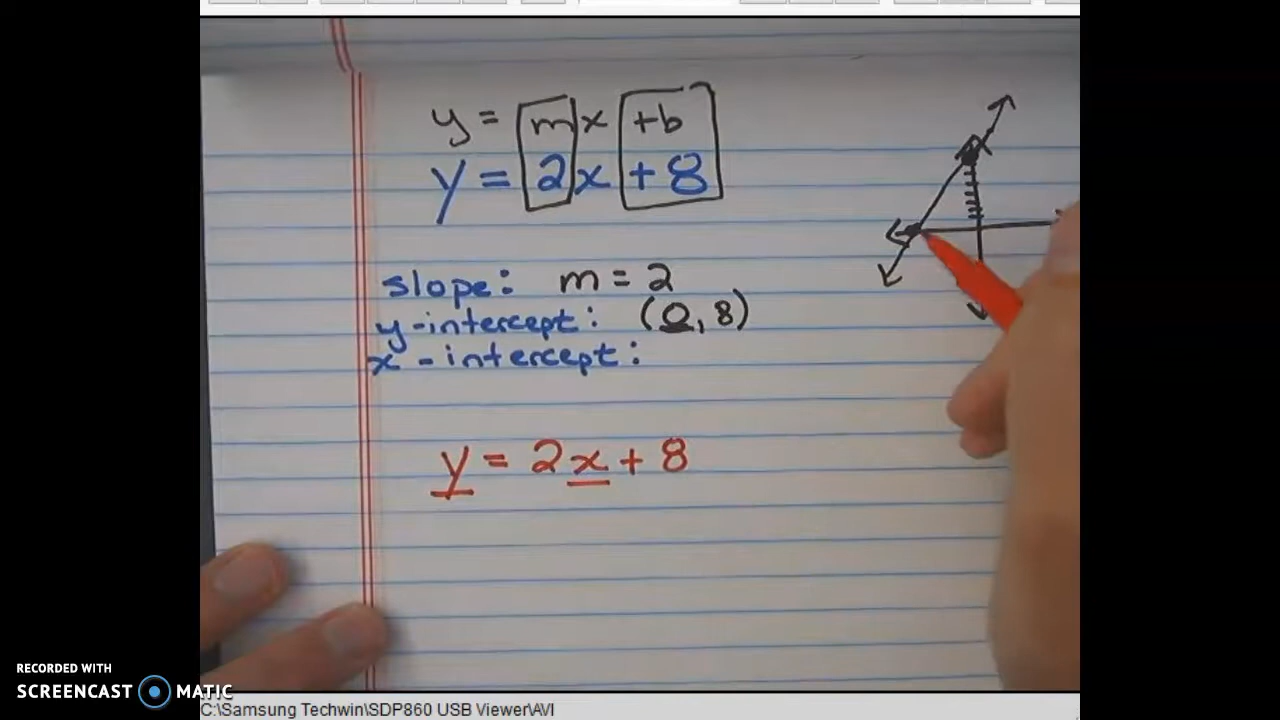 y = mx +b
y = 2x + 8
slope: m = 2
y-intercept: (0, 8)
x-intercept:
y = 2x + 8
RECORDED WITH
SCREENCAST MATIC
C:\Samsung Techwin\SDP860 USB Viewer\AVI